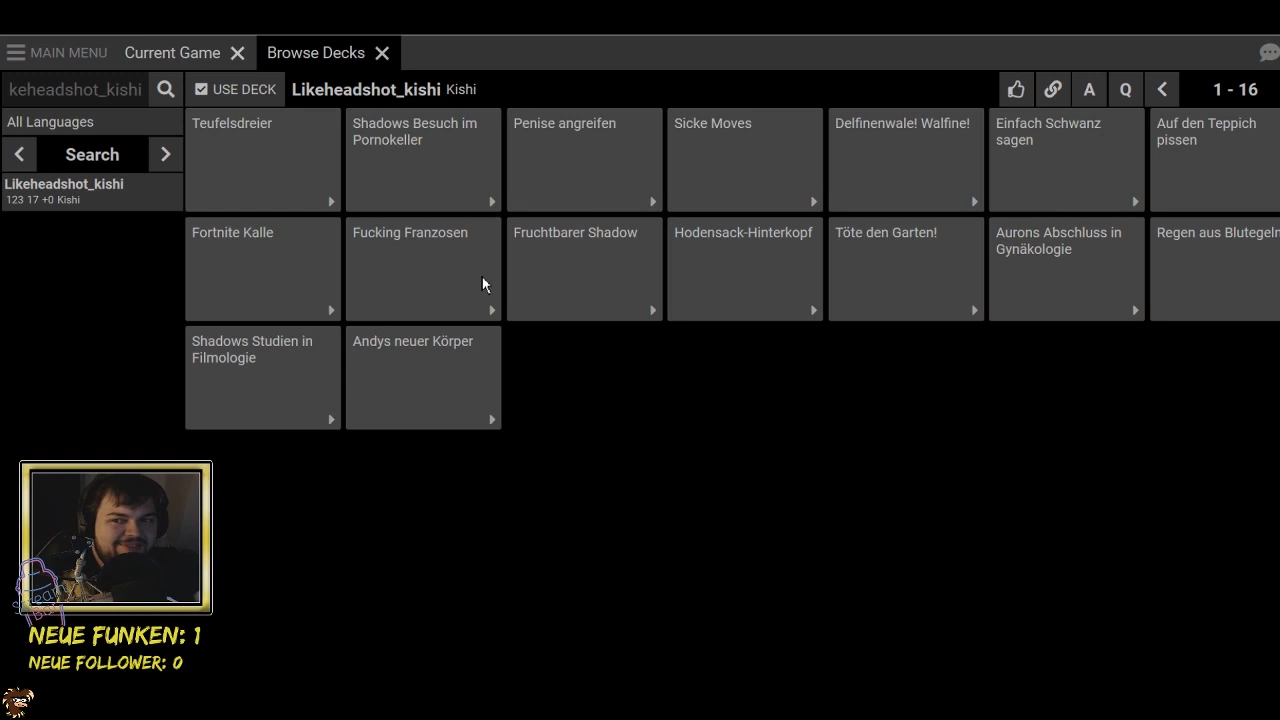 MAIN MENU
Current Game
Browse Decks
keheadshot_kishi
USE DECK
Likeheadshot_kishi Kishi
A
Q
1 - 16
All Languages
Search
Likeheadshot_kishi
123 17 +0 Kishi
Teufelsdreier
Shadows Besuch im
Pornokeller
Penise angreifen
Sicke Moves
Delfinenwale! Walfine!
Einfach Schwanz
sagen
Auf den Teppich
pissen
Fortnite Kalle
Fucking Franzosen
Fruchtbarer Shadow
Hodensack-Hinterkopf
Töte den Garten!
Aurons Abschluss in
Gynäkologie
Regen aus Blutegeln
Shadows Studien in
Filmologie
Andys neuer Körper
Stream
NEUE FUNKEN: 1
NEUE FOLLOWER: 0